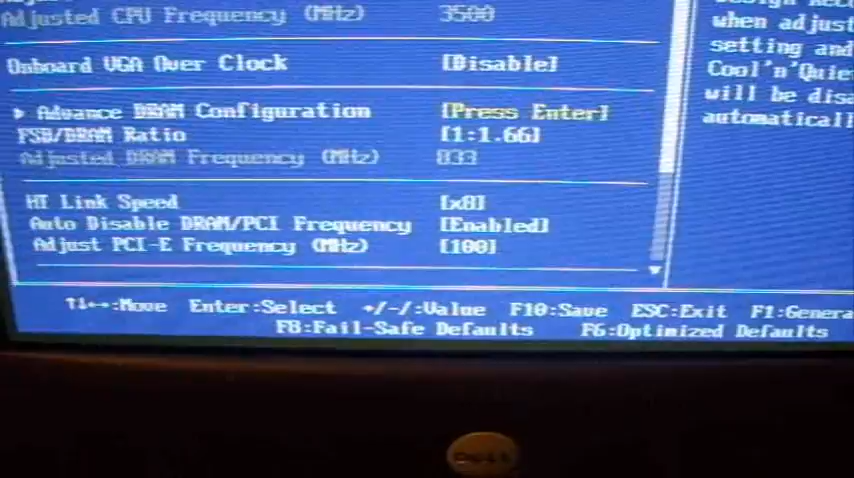 Adjusted CPU Frequency (MHz) 3500
when adjust
setting and
Onboard VGA Over Clock [Disable]
Cool'n'Quie
will be disa
automaticall
▶ Advance DRAM Configuration [Press Enter]
FSB/DRAM Ratio [1:1.66]
Adjusted DRAM Frequency (MHz) 833
HT Link Speed [x8]
Auto Disable DRAM/PCI Frequency [Enabled]
Adjust PCI-E Frequency (MHz) [100]
↑↓←→:Move Enter:Select +/-/:Value F10:Save ESC:Exit F1:Genera
F8:Fail-Safe Defaults F6:Optimized Defaults
DELL